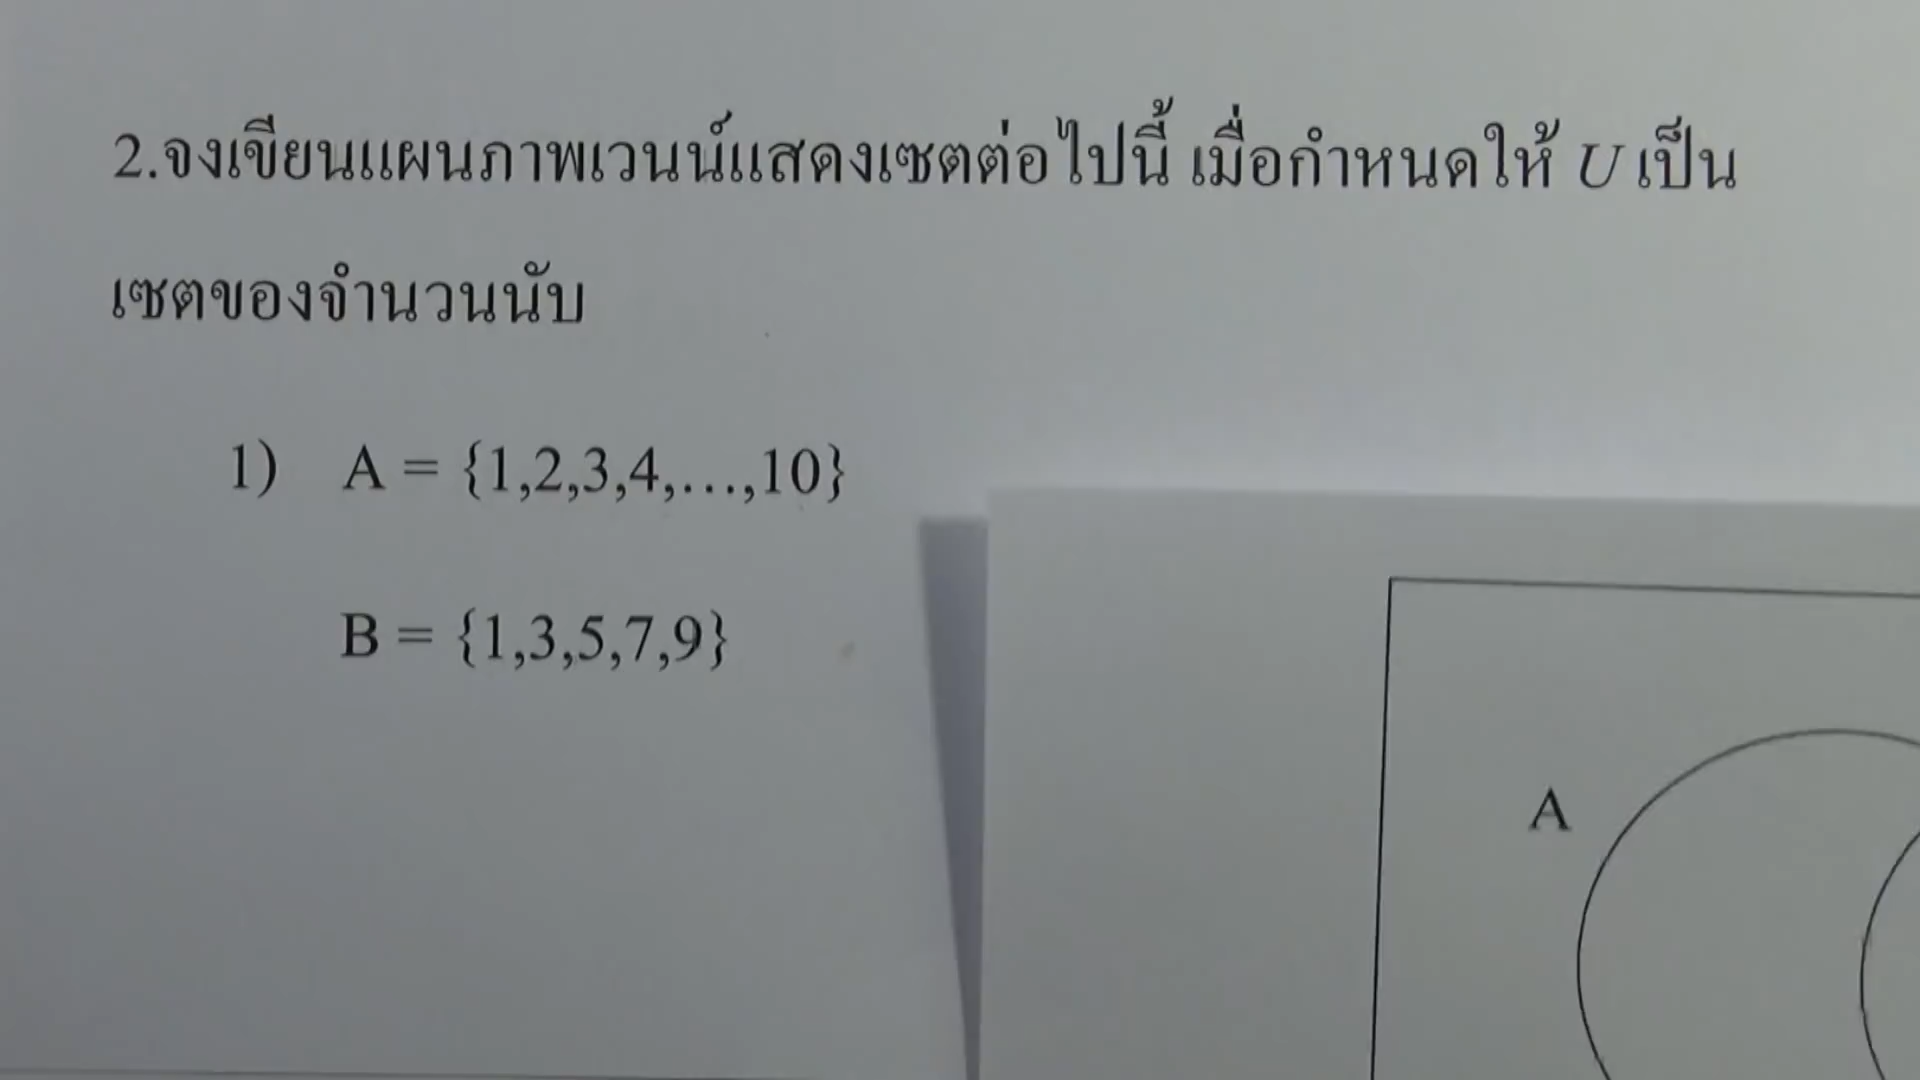 2.จงเขียนแผนภาพเวนน์แสดงเซตต่อไปนี้ เมื่อกำหนดให้ U เป็น
เซตของจำนวนนับ
1) A = {1,2,3,4,...,10}
B = {1,3,5,7,9}
A